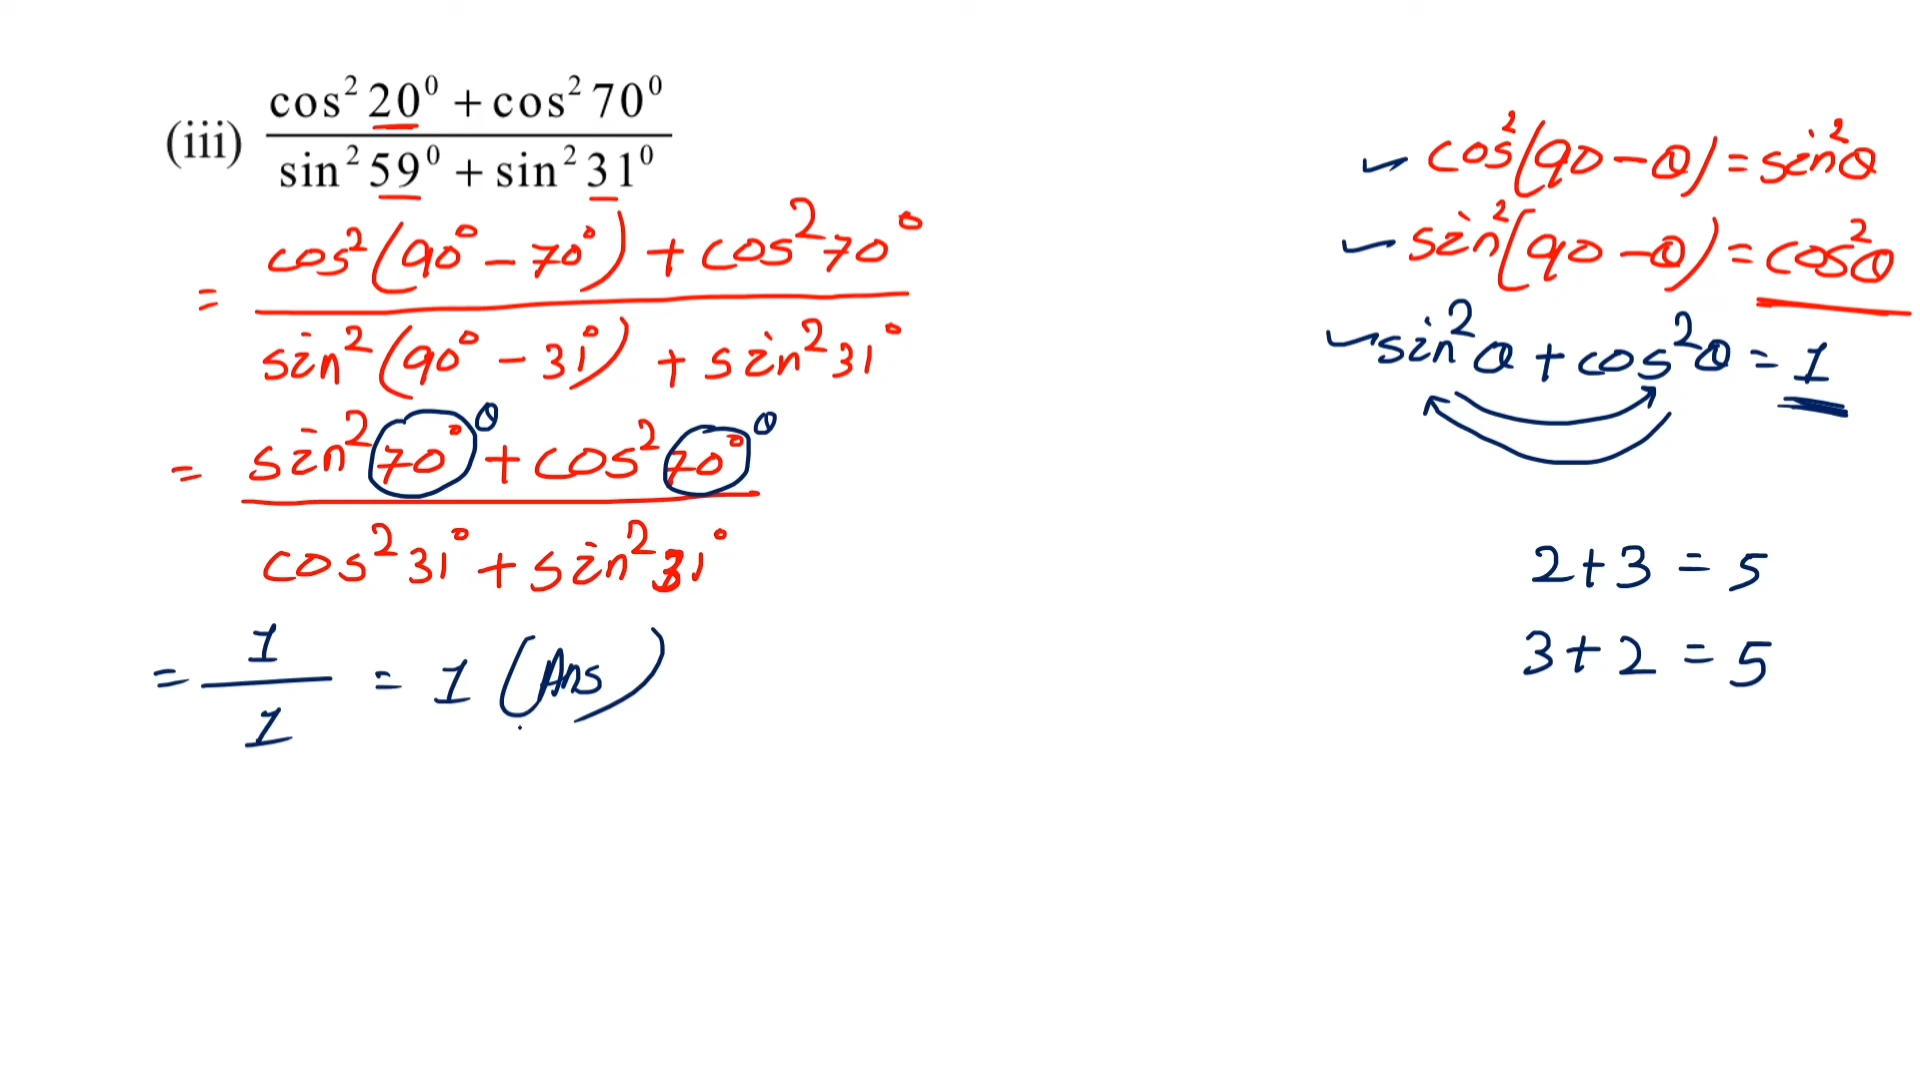 (iii) cos²20⁰ + cos²70⁰
sin²59⁰ + sin²31⁰
= cos²(90° − 70°) + cos²70°
sin²(90° − 31°) + sin²31°
= sin²70° θ + cos²70° θ
cos²31° + sin²31°
= 1
1
= 1 (Ans)
cos²(90 − θ) = sin²θ
sin²(90 − θ) = cos²θ
sin²θ + cos²θ = 1
2 + 3 = 5
3 + 2 = 5